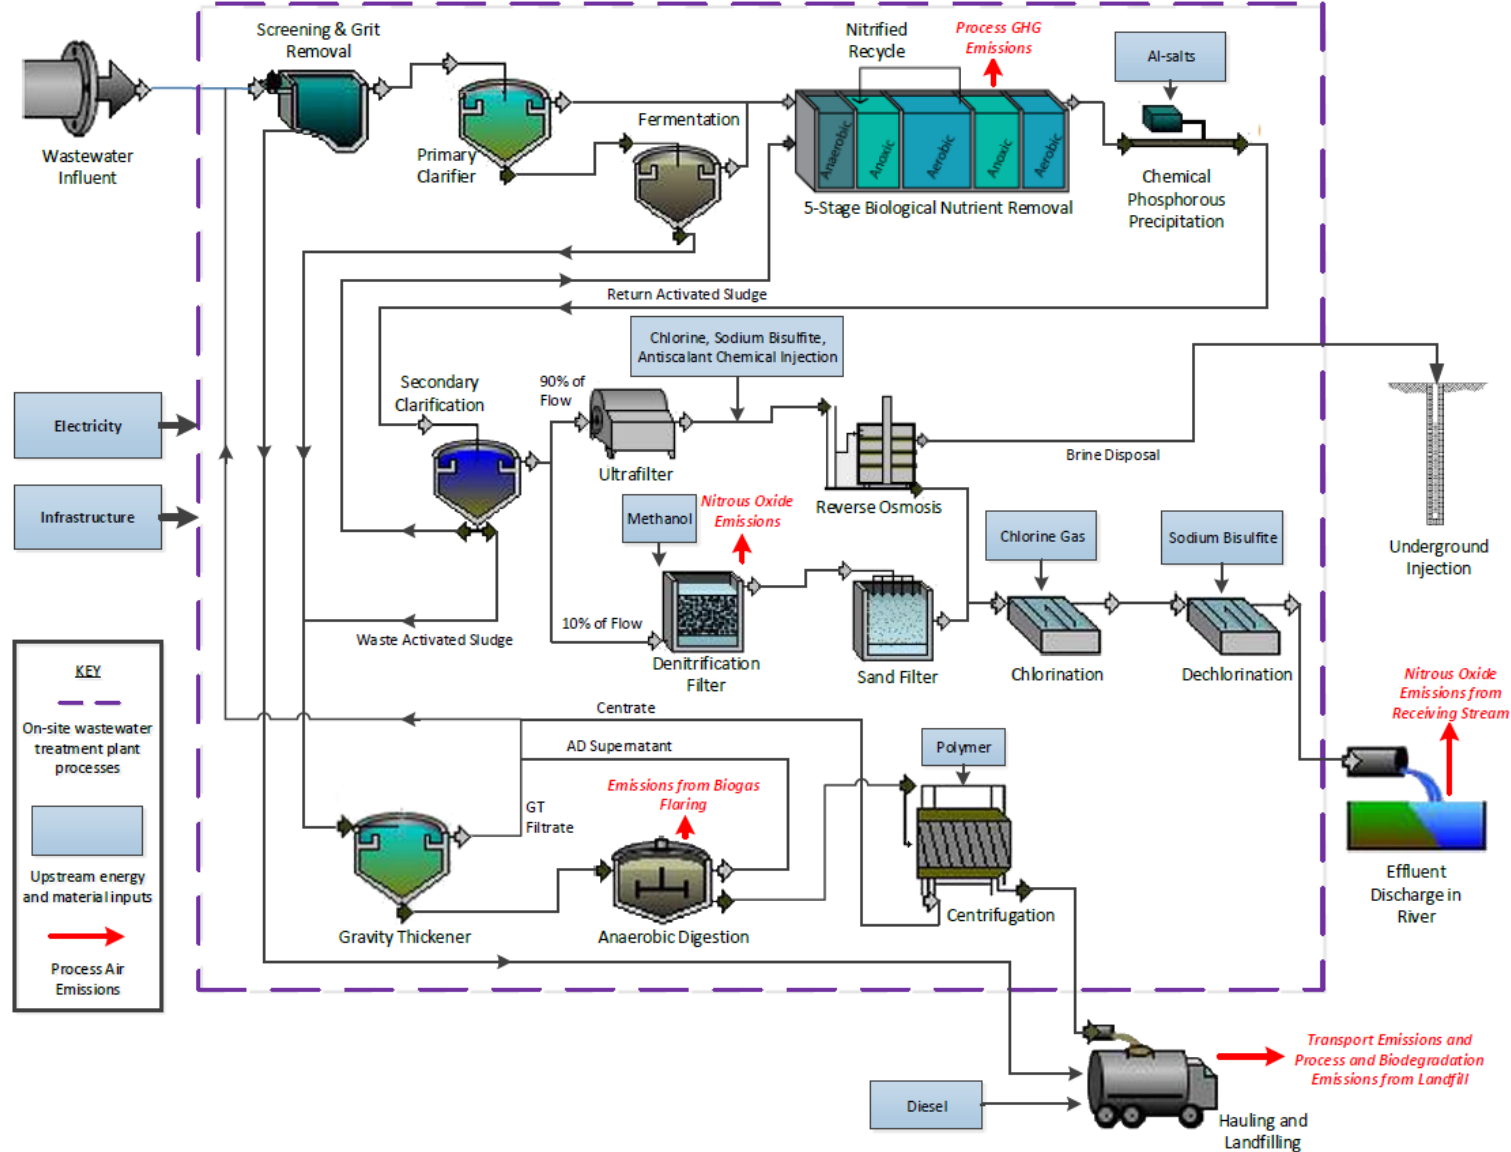 Screening & Grit
Removal
Nitrified
Recycle
Process GHG
Emissions
Al-salts
Wastewater
Influent
Primary
Clarifier
Fermentation
Anaerobic
Anoxic
Aerobic
Anoxic
Aerobic
5-Stage Biological Nutrient Removal
Chemical
Phosphorous
Precipitation
Return Activated Sludge
Chlorine, Sodium Bisulfite,
Antiscalant Chemical Injection
Electricity
Infrastructure
Secondary
Clarification
90% of
Flow
Ultrafilter
Reverse Osmosis
Brine Disposal
Underground
Injection
Methanol
Nitrous Oxide
Emissions
Chlorine Gas
Sodium Bisulfite
10% of Flow
Waste Activated Sludge
Denitrification
Filter
Sand Filter
Chlorination
Dechlorination
Nitrous Oxide
Emissions from
Receiving Stream
KEY
On-site wastewater
treatment plant
processes
Upstream energy
and material inputs
Process Air
Emissions
Centrate
AD Supernatant
Emissions from Biogas
Flaring
GT
Filtrate
Polymer
Gravity Thickener
Anaerobic Digestion
Centrifugation
Effluent
Discharge in
River
Transport Emissions and
Process and Biodegradation
Emissions from Landfill
Diesel
Hauling and
Landfilling